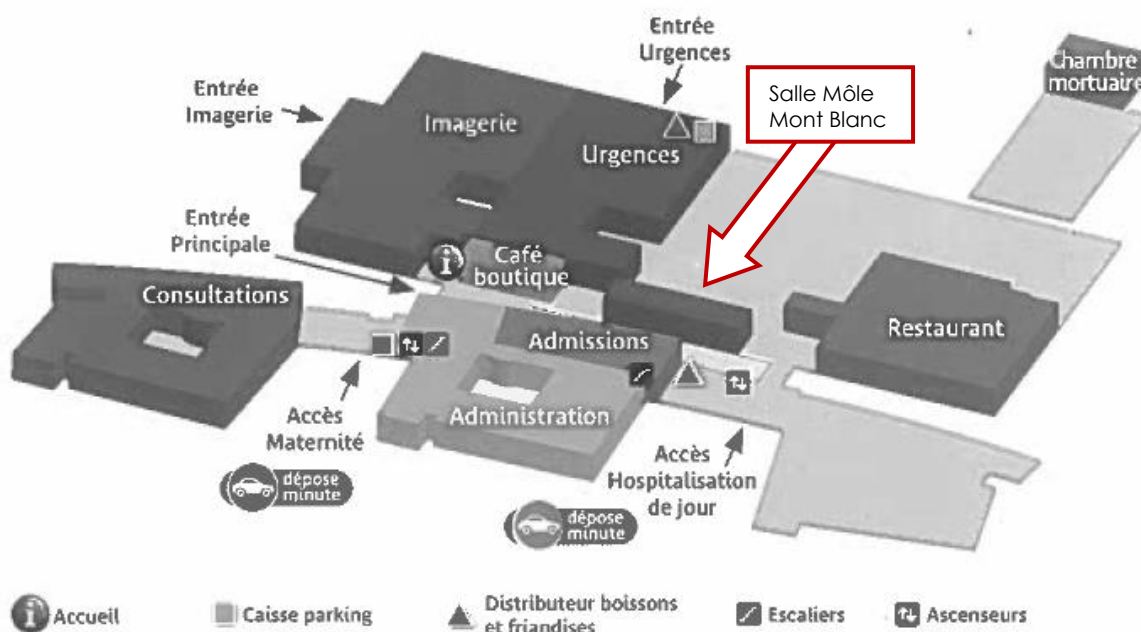 Entrée
Urgences
Chambre
mortuaire
Salle Môle
Mont Blanc
Entrée
Imagerie
Imagerie
Urgences
Entrée
Principale
Café
boutique
Consultations
Admissions
Restaurant
Administration
Accès
Maternité
dépose
minute
Accès
Hospitalisation
de jour
dépose
minute
Accueil
Caisse parking
Distributeur boissons
et friandises
Escaliers
Ascenseurs